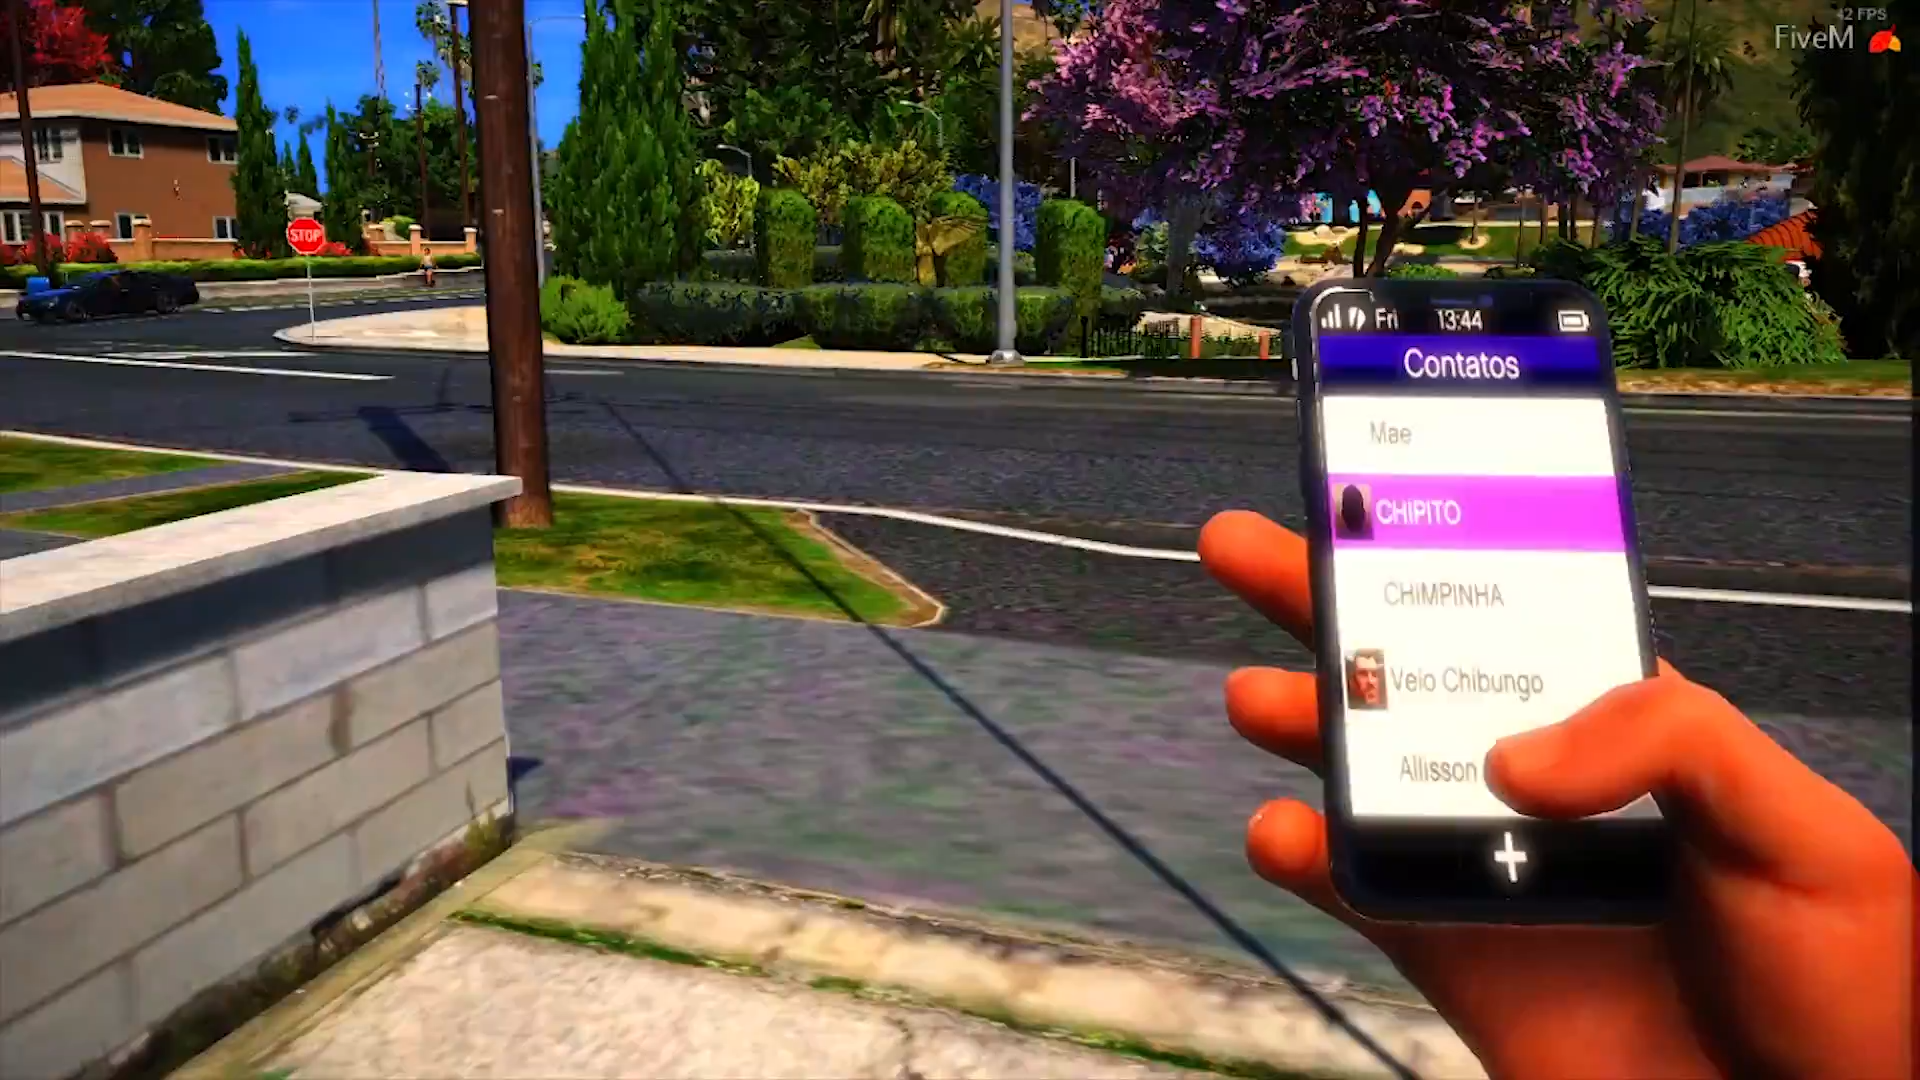 42 FPS
FiveM
STOP
Fri 13:44
Contatos
Mae
CHIPITO
CHIMPINHA
Veio Chibungo
Allisson